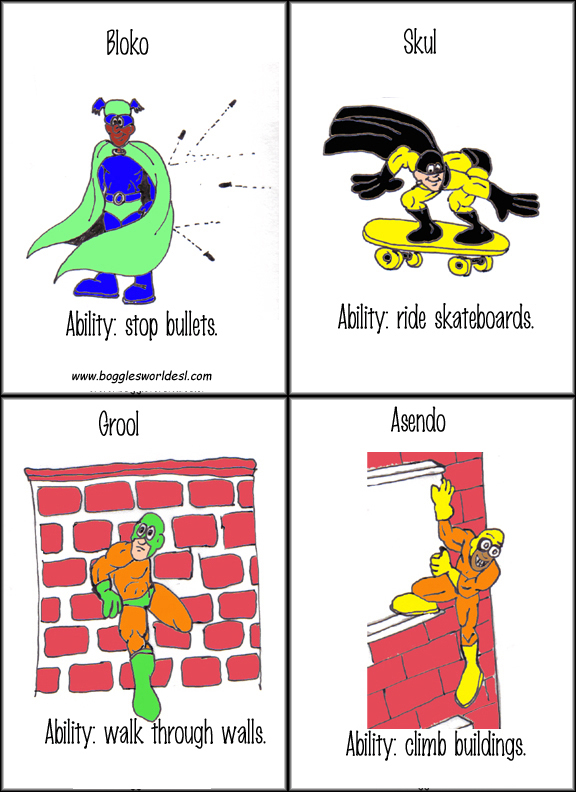 Bloko
Ability: stop bullets.
www.bogglesworldesl.com
Skul
Ability: ride skateboards.
Grool
Ability: walk through walls.
Asendo
Ability: climb buildings.